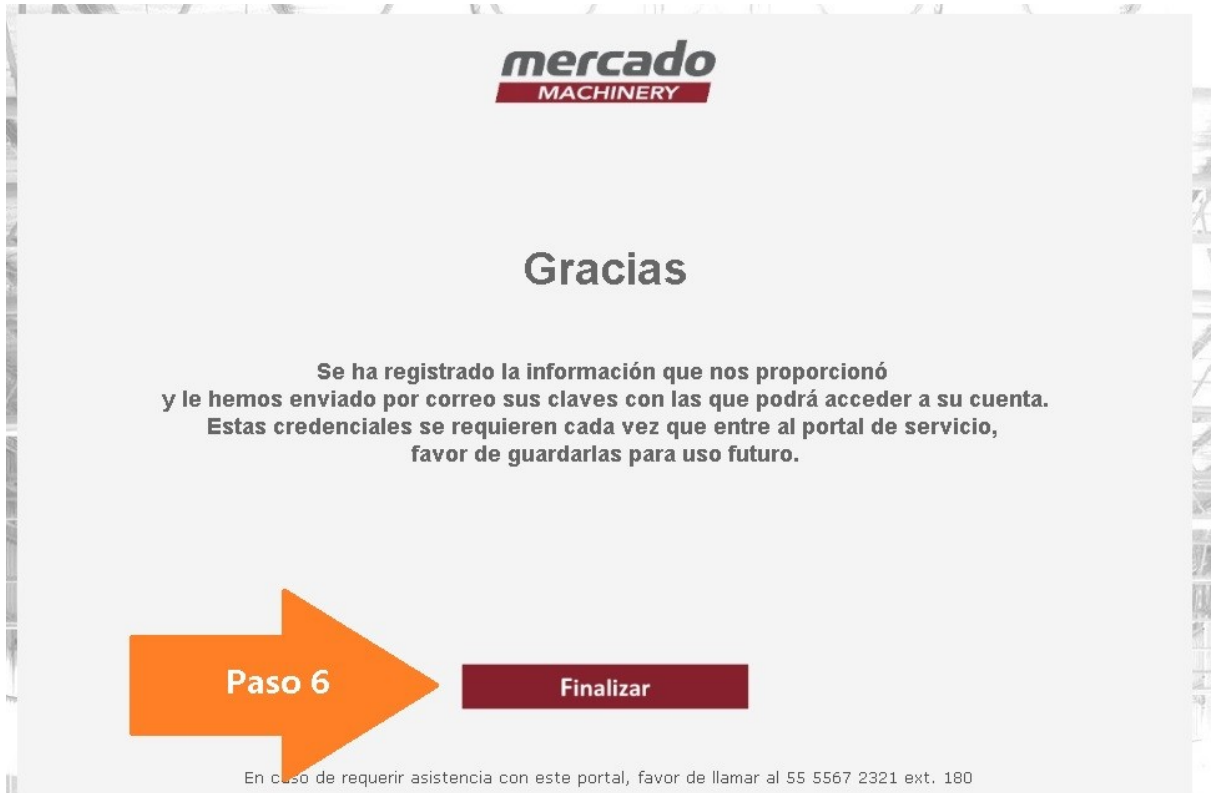 mercado
MACHINERY
Gracias
Se ha registrado la información que nos proporcionó
y le hemos enviado por correo sus claves con las que podrá acceder a su cuenta.
Estas credenciales se requieren cada vez que entre al portal de servicio,
favor de guardarlas para uso futuro.
Paso 6
Finalizar
En caso de requerir asistencia con este portal, favor de llamar al 55 5567 2321 ext. 180